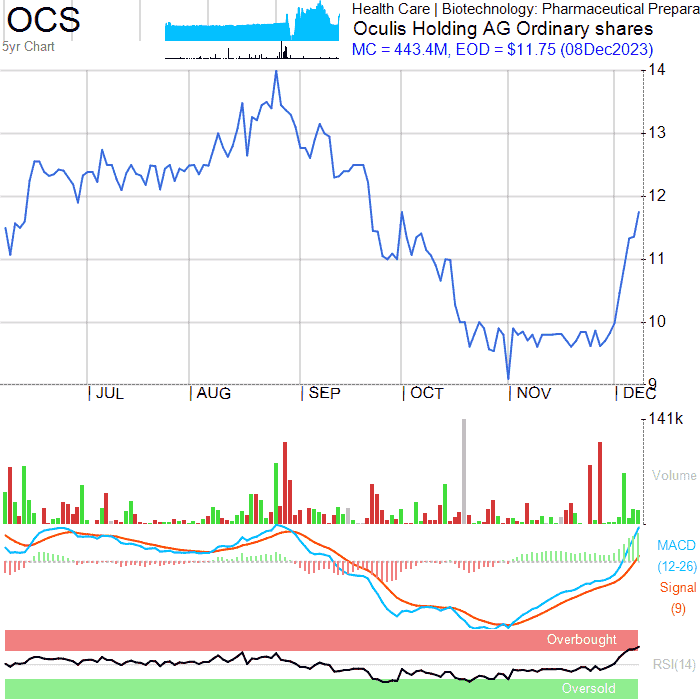 OCS
5yr Chart
Health Care | Biotechnology: Pharmaceutical Prepara
Oculis Holding AG Ordinary shares
MC = 443.4M, EOD = $11.75 (08Dec2023)
14
13
12
11
10
9
JUL AUG SEP OCT NOV DEC
141k
Volume
MACD
(12-26)
Signal
(9)
Overbought
RSI(14)
Oversold